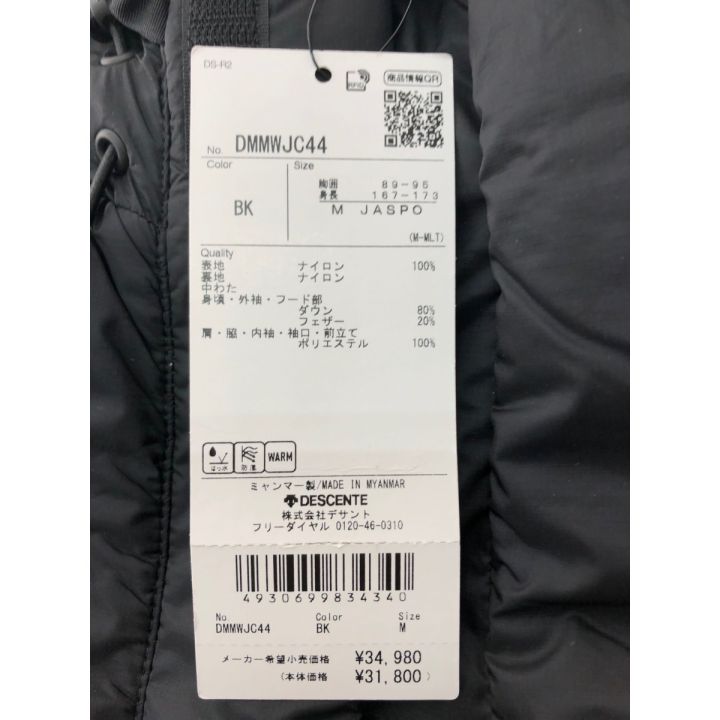 DS-R2
RFID
商品情報QR
No. DMMWJC44
Color Size
BK
胸囲 89-95
身長 167-173
M JASPO
(M-MLT)
Quality
表地 ナイロン 100%
裏地 ナイロン
中わた
身頃・外袖・フード部
ダウン 80%
フェザー 20%
肩・脇・内袖・袖口・前立て
ポリエステル 100%
はっ水 防風 WARM
ミャンマー製/MADE IN MYANMAR
DESCENTE
株式会社デサント
フリーダイヤル 0120-46-0310
4930699834340
No. Color Size
DMMWJC44 BK M
メーカー希望小売価格 ¥34,980
(本体価格 ¥31,800)